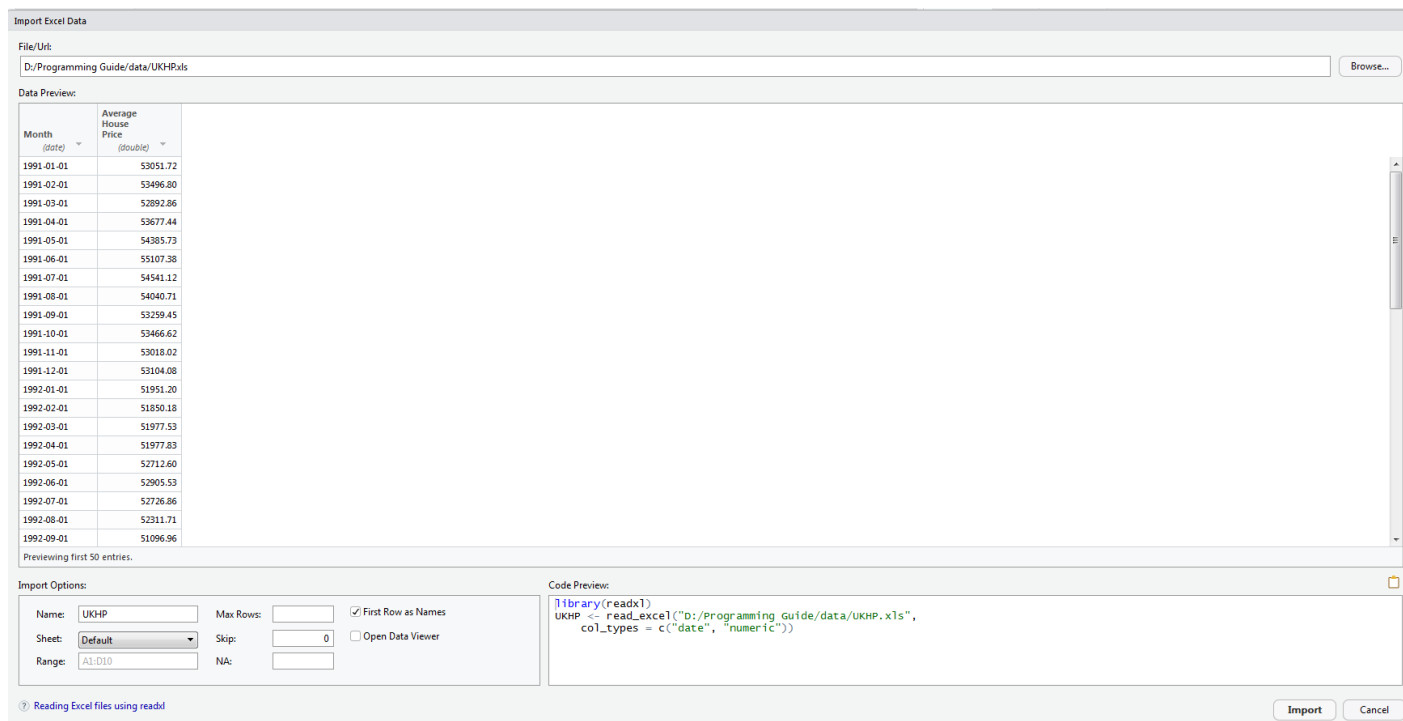 Import Excel Data
File/Url:
D:/Programming Guide/data/UKHP.xls
Browse...
Data Preview:
Month
(date)
Average
House
Price
(double)
1991-01-01 53051.72
1991-02-01 53496.80
1991-03-01 52892.86
1991-04-01 53677.44
1991-05-01 54385.73
1991-06-01 55107.38
1991-07-01 54541.12
1991-08-01 54040.71
1991-09-01 53259.45
1991-10-01 53466.62
1991-11-01 53018.02
1991-12-01 53104.08
1992-01-01 51951.20
1992-02-01 51850.18
1992-03-01 51977.53
1992-04-01 51977.83
1992-05-01 52712.60
1992-06-01 52905.53
1992-07-01 52726.86
1992-08-01 52311.71
1992-09-01 51096.96
Previewing first 50 entries.
Import Options:
Name: UKHP Max Rows: First Row as Names
Sheet: Default Skip: 0 Open Data Viewer
Range: A1:D10 NA:
Code Preview:
library(readxl)
UKHP <- read_excel("D:/Programming Guide/data/UKHP.xls",
col_types = c("date", "numeric"))
? Reading Excel files using readxl
Import Cancel